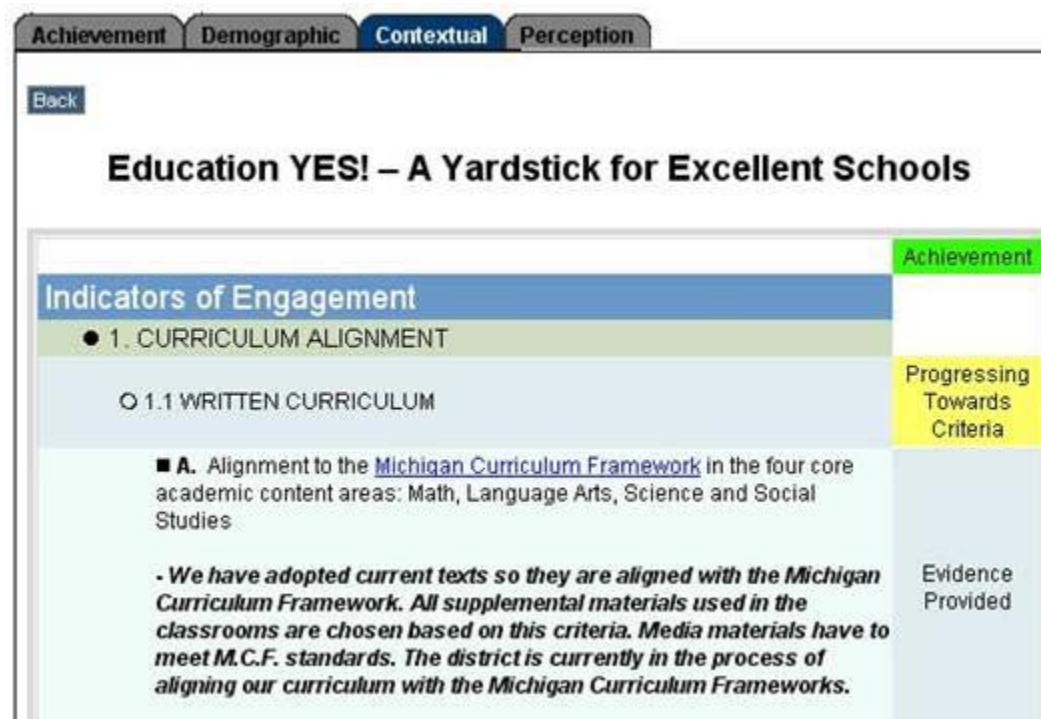 Achievement Demographic Contextual Perception
Back
Education YES! – A Yardstick for Excellent Schools
Achievement
Indicators of Engagement
● 1. CURRICULUM ALIGNMENT
O 1.1 WRITTEN CURRICULUM
Progressing
Towards
Criteria
■ A. Alignment to the Michigan Curriculum Framework in the four core
academic content areas: Math, Language Arts, Science and Social
Studies
- We have adopted current texts so they are aligned with the Michigan
Curriculum Framework. All supplemental materials used in the
classrooms are chosen based on this criteria. Media materials have to
meet M.C.F. standards. The district is currently in the process of
aligning our curriculum with the Michigan Curriculum Frameworks.
Evidence
Provided